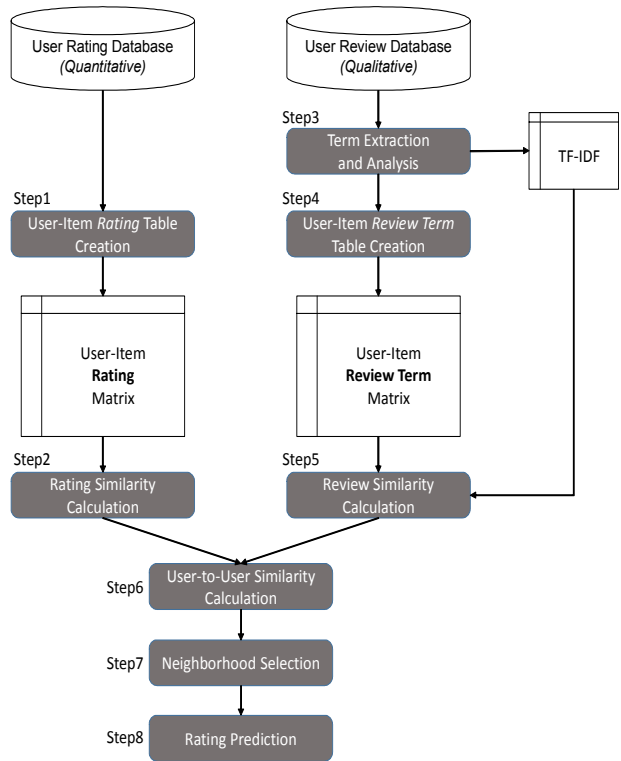 User Rating Database
(Quantitative)
User Review Database
(Qualitative)
Step3
Term Extraction
and Analysis
TF-IDF
Step1
User-Item Rating Table
Creation
Step4
User-Item Review Term
Table Creation
User-Item
Rating
Matrix
User-Item
Review Term
Matrix
Step2
Rating Similarity
Calculation
Step5
Review Similarity
Calculation
Step6
User-to-User Similarity
Calculation
Step7
Neighborhood Selection
Step8
Rating Prediction